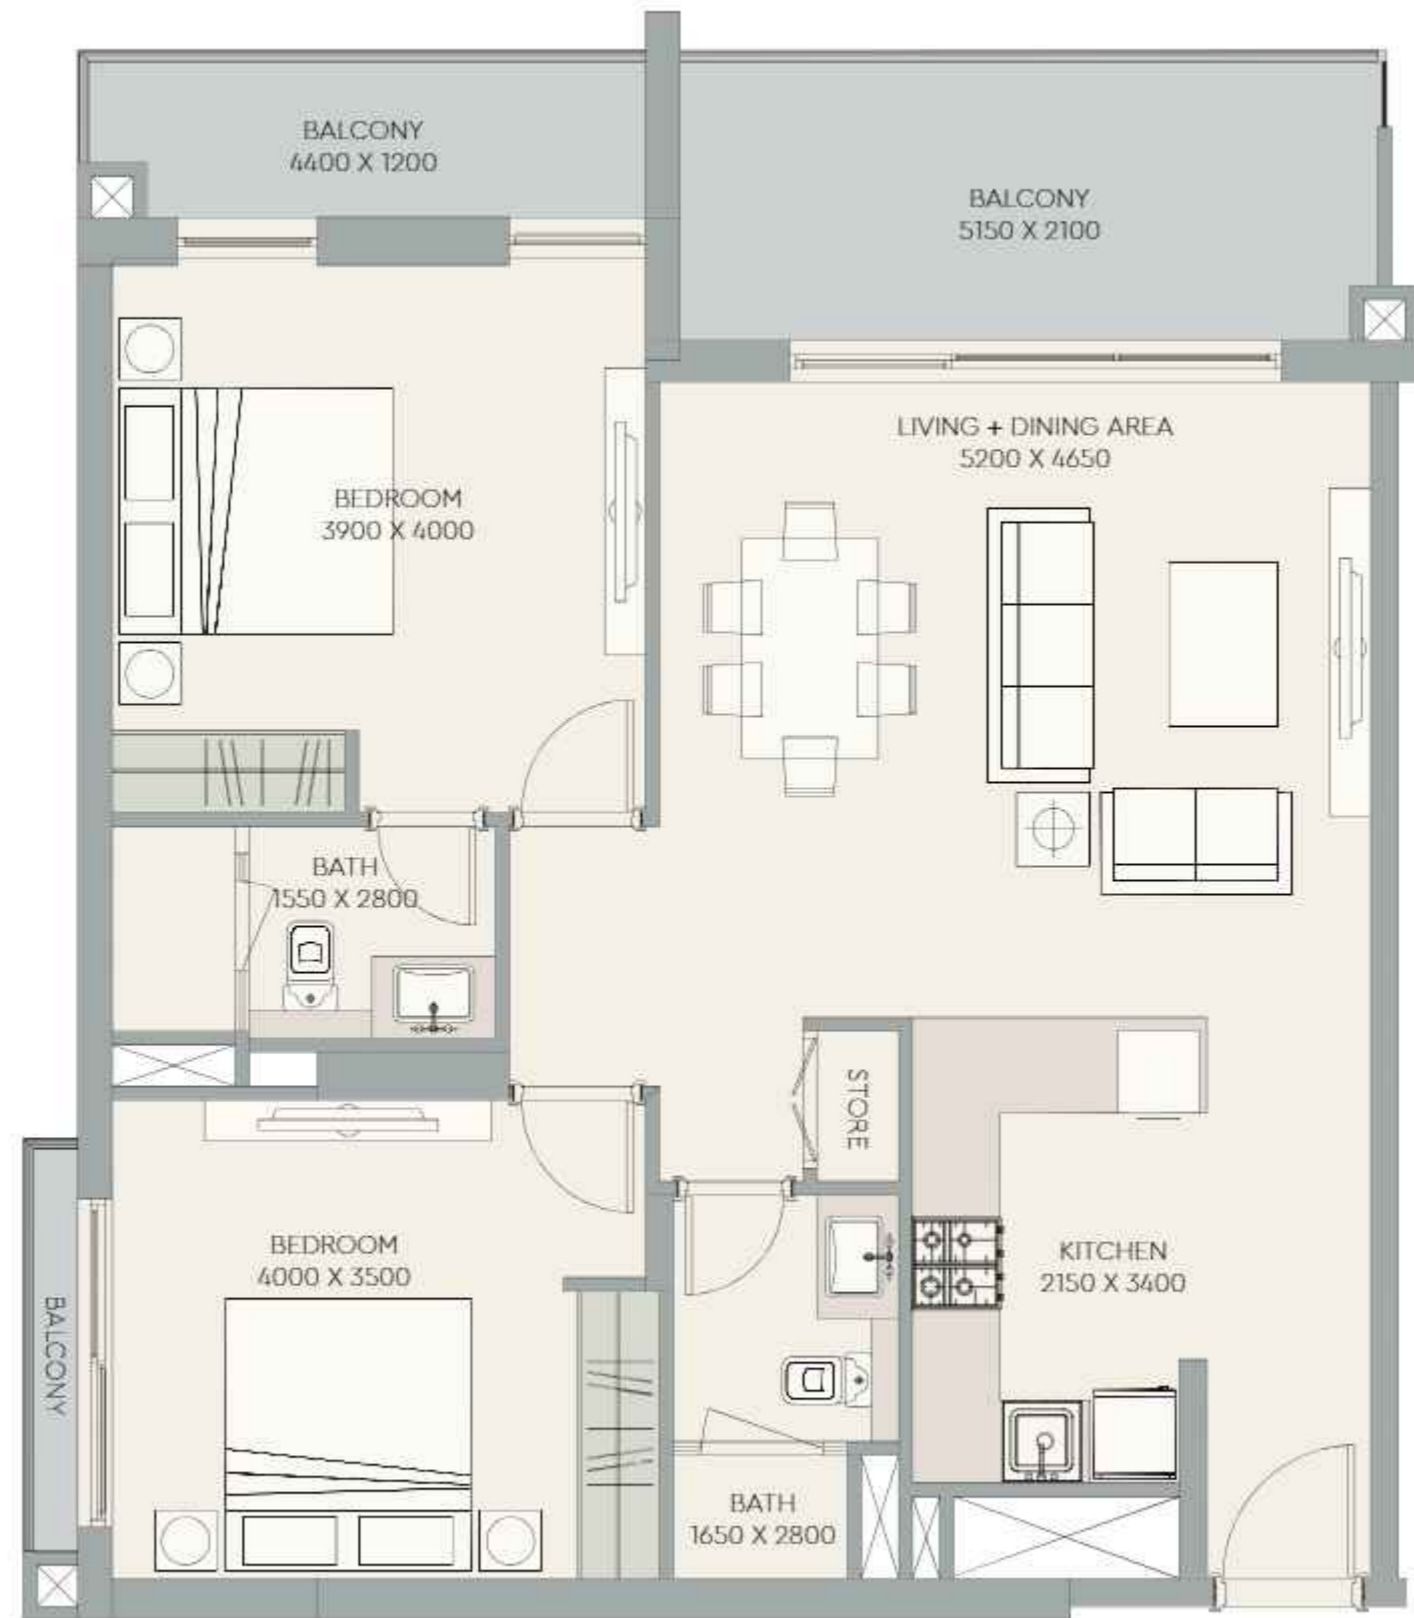 BALCONY
4400 X 1200
BALCONY
5150 X 2100
LIVING + DINING AREA
5200 X 4650
BEDROOM
3900 X 4000
BATH
1550 X 2800
STORE
BEDROOM
4000 X 3500
KITCHEN
2150 X 3400
BALCONY
BATH
1650 X 2800